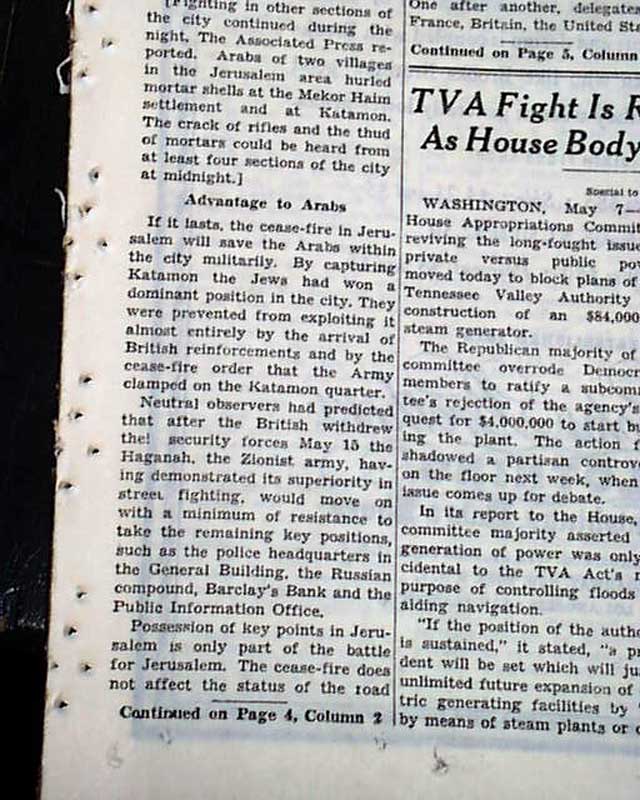 [Fighting in other sections of
the city continued during the
night, The Associated Press re-
ported. Arabs of two villages
in the Jerusalem area hurled
mortar shells at the Mekor Haim
settlement and at Katamon.
The crack of rifles and the thud
of mortars could be heard from
at least four sections of the city
at midnight.]
Advantage to Arabs
If it lasts, the cease-fire in Jeru-
salem will save the Arabs within
the city militarily. By capturing
Katamon the Jews had won a
dominant position in the city. They
were prevented from exploiting it
almost entirely by the arrival of
British reinforcements and by the
cease-fire order that the Army
clamped on the Katamon quarter.
Neutral observers had predicted
that after the British withdrew
the! security forces May 15 the
Haganah, the Zionist army, hav-
ing demonstrated its superiority in
street fighting, would move on
with a minimum of resistance to
take the remaining key positions,
such as the police headquarters in
the General Building, the Russian
compound, Barclay's Bank and the
Public Information Office.
Possession of key points in Jeru-
salem is only part of the battle
for Jerusalem. The cease-fire does
not affect the status of the road
Continued on Page 4, Column 2
One after another, delegates
France, Britain, the United Sta
Continued on Page 5, Column
TVA Fight Is R
As House Body
Special to
WASHINGTON, May 7—
House Appropriations Commit
reviving the long-fought issue
private versus public pow
moved today to block plans of
Tennessee Valley Authority
construction of an $84,000
steam generator.
The Republican majority of
committee overrode Democr
members to ratify a subcom
tee's rejection of the agency's
quest for $4,000,000 to start bu
ing the plant. The action f
shadowed a partisan controv
on the floor next week, when
issue comes up for debate.
In its report to the House,
committee majority asserted
generation of power was only
cidental to the TVA Act's m
purpose of controlling floods
aiding navigation.
"If the position of the autho
is sustained," it stated, "a pr
dent will be set which will ju
unlimited future expansion of
tric generating facilities by
by means of steam plants or o